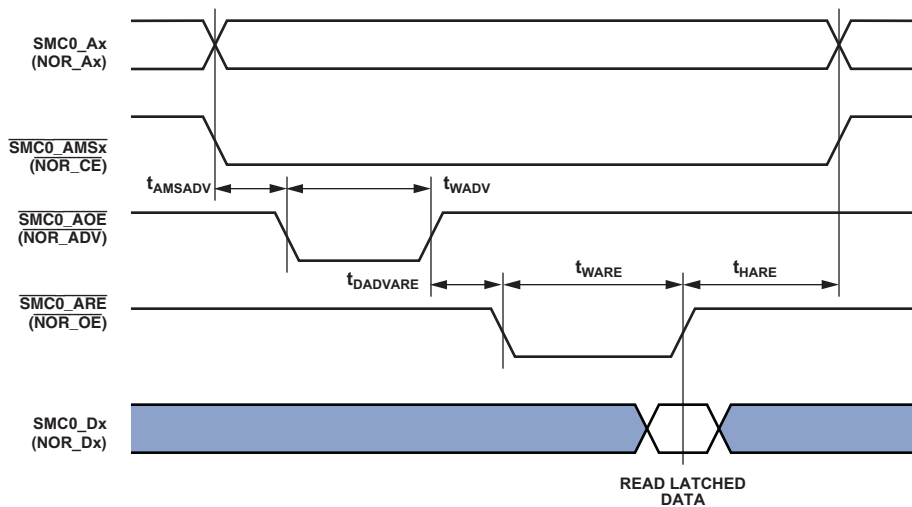 SMC0_Ax
(NOR_Ax)
SMC0_AMSx
(NOR_CE)
tAMSADV
tWADV
SMC0_AOE
(NOR_ADV)
tDADVARE
tWARE
tHARE
SMC0_ARE
(NOR_OE)
SMC0_Dx
(NOR_Dx)
READ LATCHED
DATA